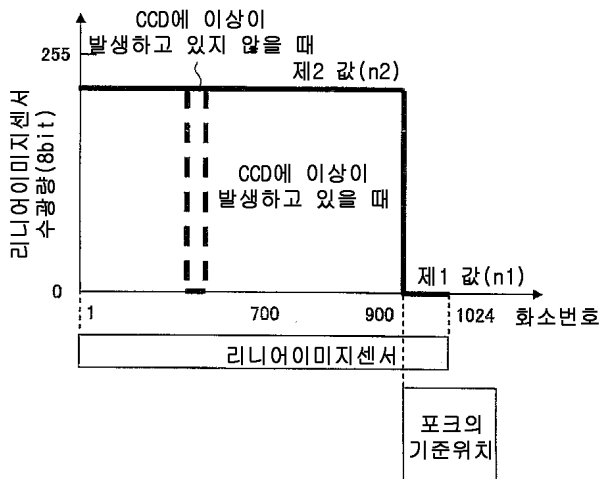 CCD에 이상이
발생하고 있지 않을 때
255
제2 값(n2)
리니어이미지센서
수광량(8bit)
CCD에 이상이
발생하고 있을 때
제1 값(n1)
0
1
700
900
1024
화소번호
리니어이미지센서
포크의
기준위치